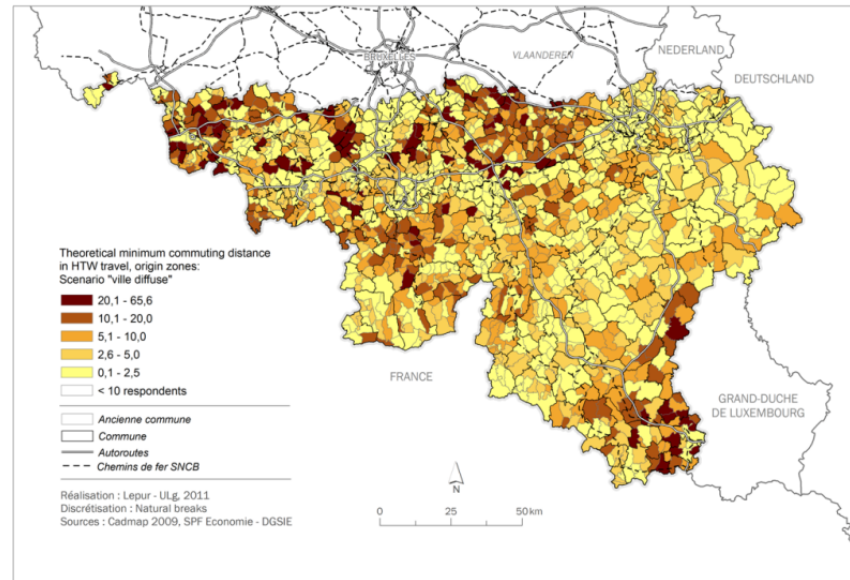 NEDERLAND
VLAANDEREN
BRUXELLES
DEUTSCHLAND
Theoretical minimum commuting distance
in HTW travel, origin zones:
Scenario "ville diffuse"
20,1 - 65,6
10,1 - 20,0
5,1 - 10,0
2,6 - 5,0
0,1 - 2,5
< 10 respondents
FRANCE
GRAND-DUCHE
DE LUXEMBOURG
Ancienne commune
Commune
Autoroutes
Chemins de fer SNCB
N
Réalisation : Lepur - ULg, 2011
Discrétisation : Natural breaks
Sources : Cadmap 2009, SPF Economie - DGSIE
0 25 50 km